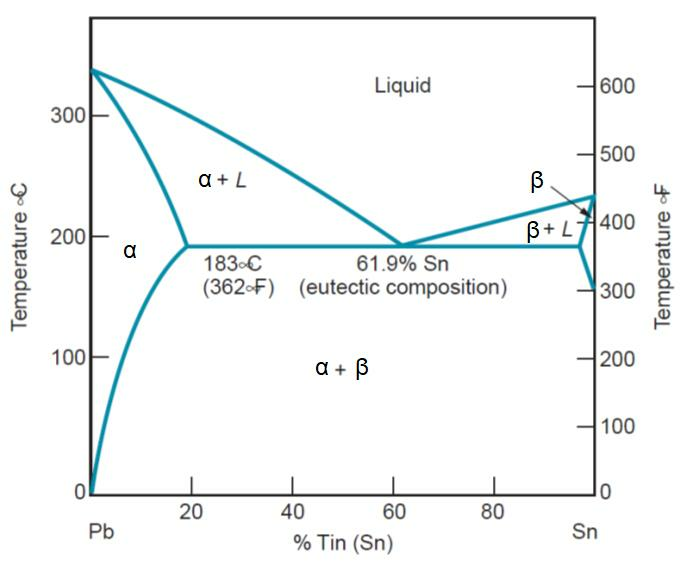 Liquid
600
300
500
α + L
β
400
β + L
200
α
183∝C
61.9% Sn
(362∝F)
(eutectic composition)
300
Temperature ∝C
Temperature ∝F
100
α + β
200
100
0
0
20
40
60
80
Pb
Sn
% Tin (Sn)